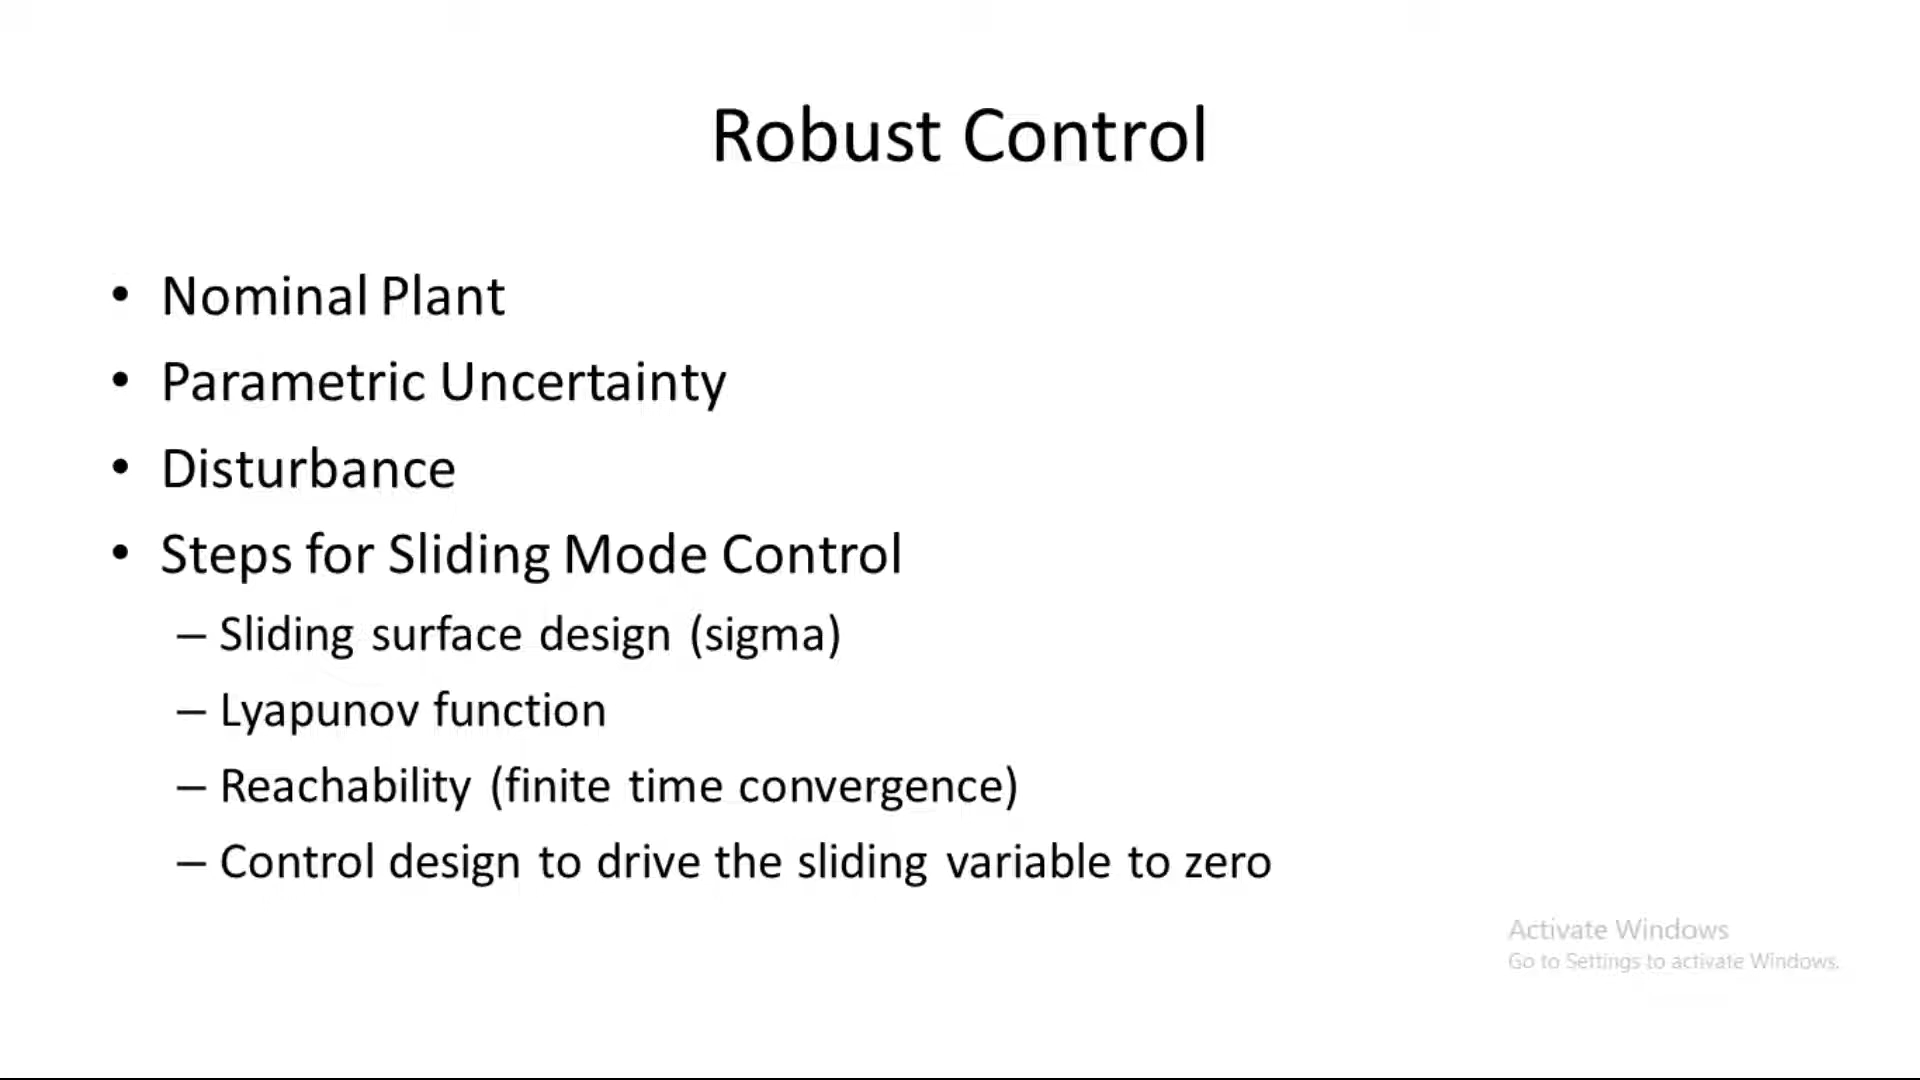 Robust Control
• Nominal Plant
• Parametric Uncertainty
• Disturbance
• Steps for Sliding Mode Control
– Sliding surface design (sigma)
– Lyapunov function
– Reachability (finite time convergence)
– Control design to drive the sliding variable to zero
Activate Windows
Go to Settings to activate Windows.